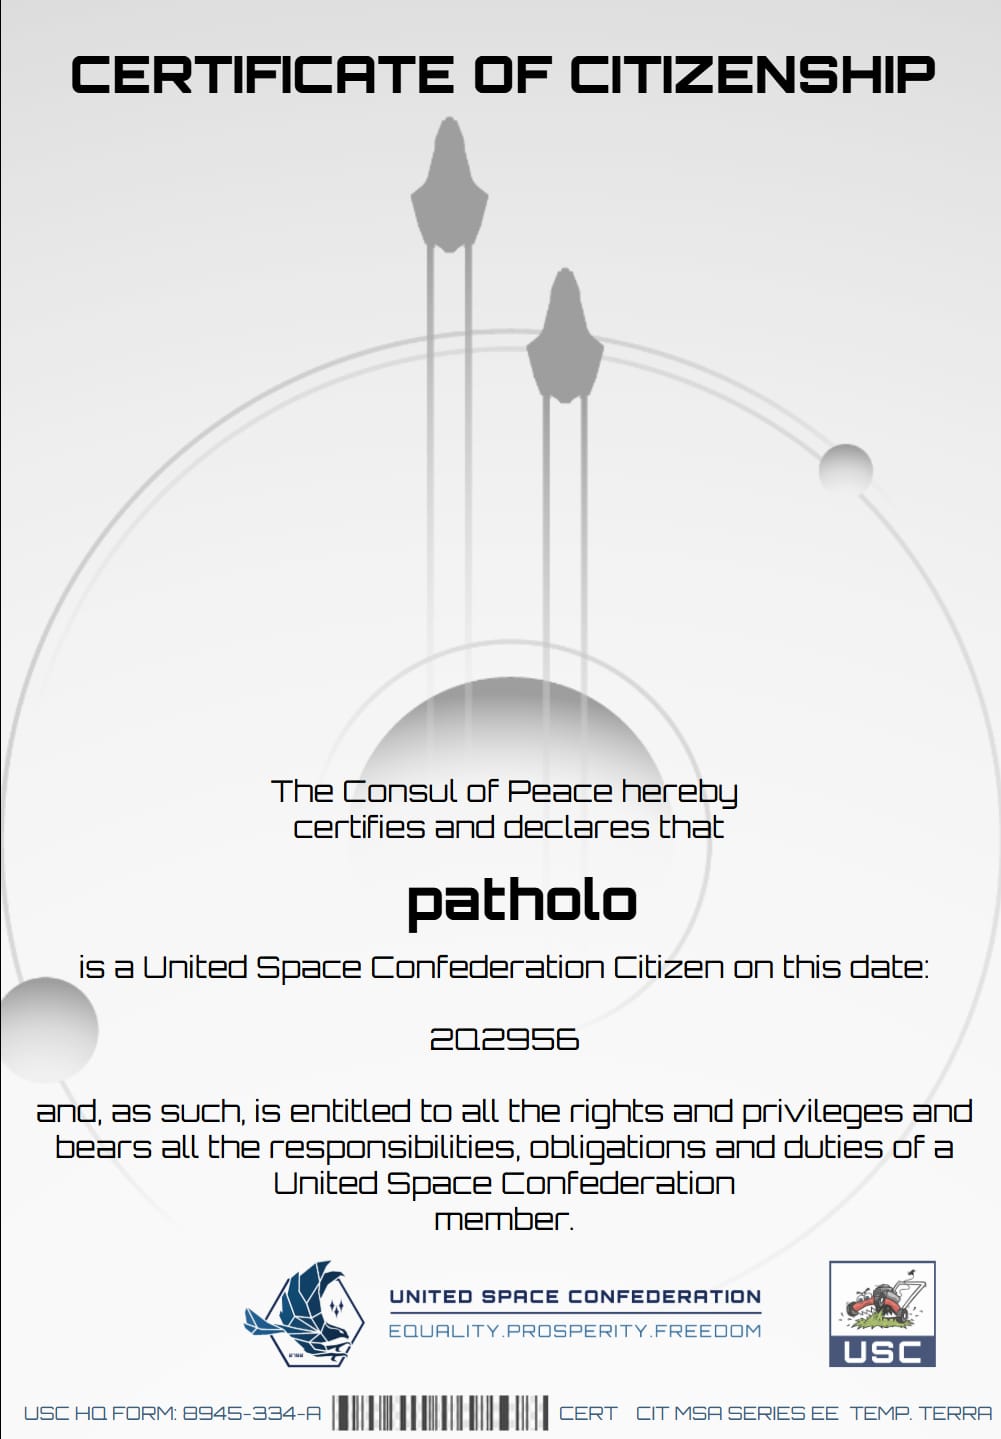 CERTIFICATE OF CITIZENSHIP
The Consul of Peace hereby
certifies and declares that
patholo
is a United Space Confederation Citizen on this date:
2Q2956
and, as such, is entitled to all the rights and privileges and
bears all the responsibilities, obligations and duties of a
United Space Confederation
member.
UNITED SPACE CONFEDERATION
EQUALITY.PROSPERITY.FREEDOM
USC
USC HQ FORM: 8945-334-A CERT CIT MSA SERIES EE TEMP. TERRA